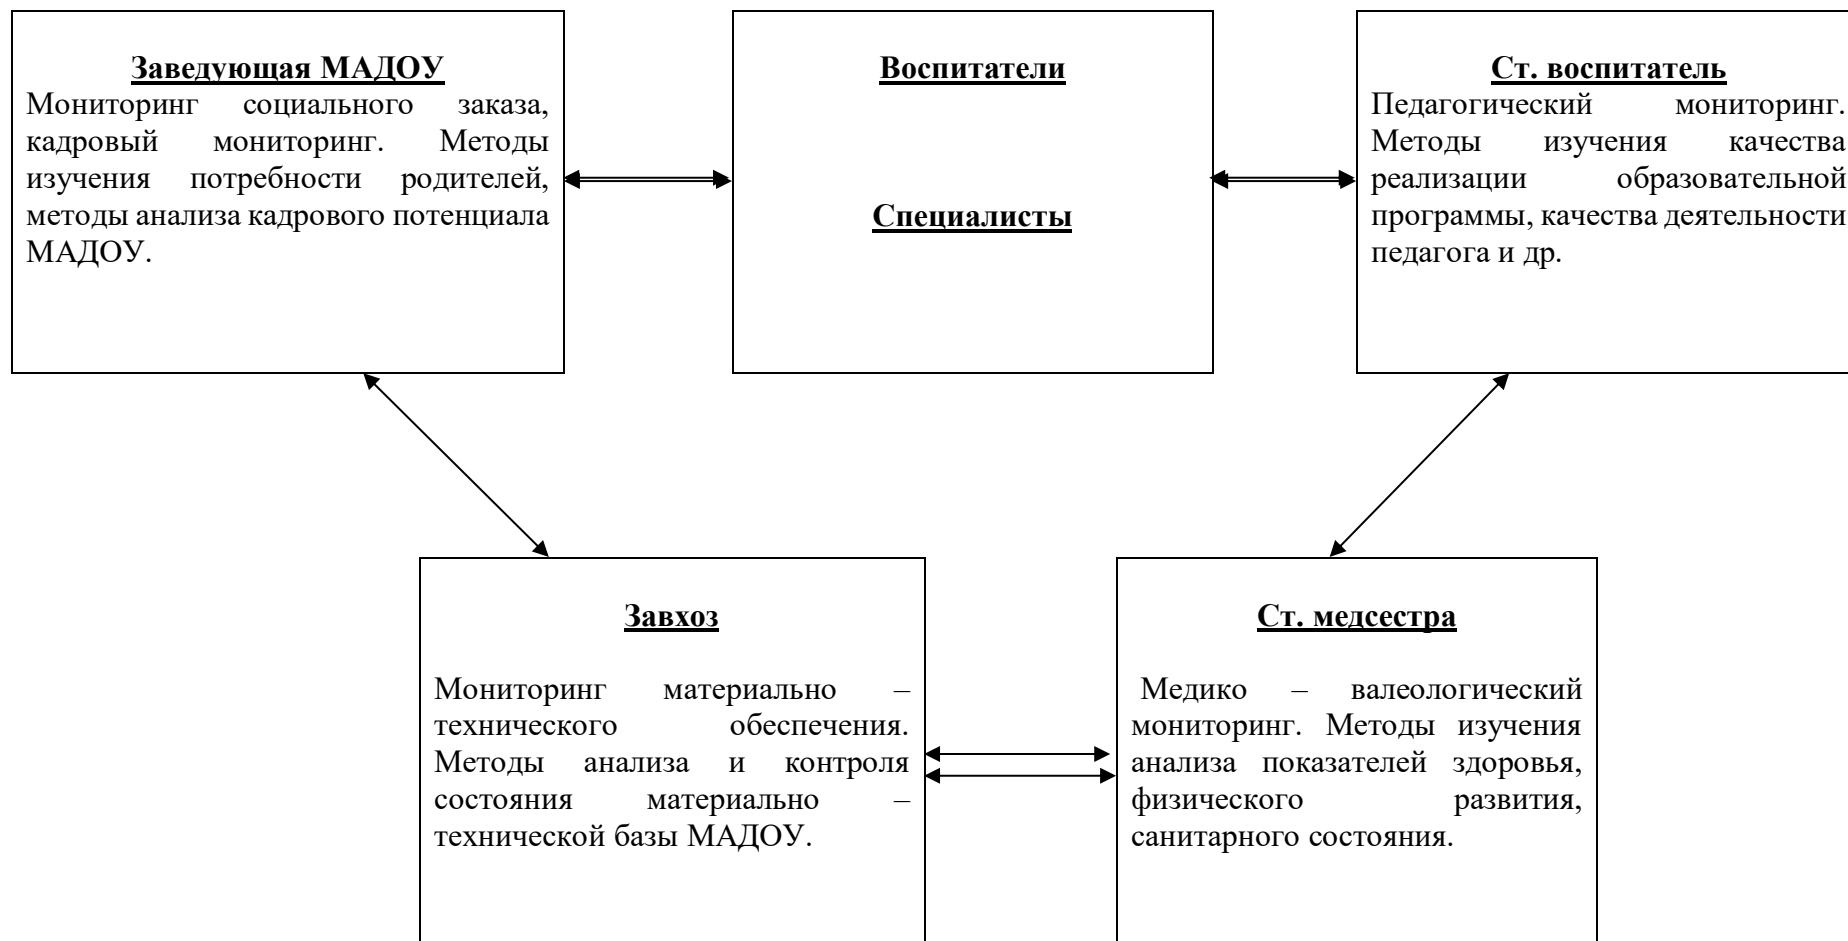 Заведующая МАДОУ
Мониторинг социального заказа,
кадровый мониторинг. Методы
изучения потребности родителей,
методы анализа кадрового потенциала
МАДОУ.
Воспитатели
Специалисты
Ст. воспитатель
Педагогический мониторинг.
Методы изучения качества
реализации образовательной
программы, качества деятельности
педагога и др.
Завхоз
Мониторинг материально –
технического обеспечения.
Методы анализа и контроля
состояния материально –
технической базы МАДОУ.
Ст. медсестра
Медико – валеологический
мониторинг. Методы изучения
анализа показателей здоровья,
физического развития,
санитарного состояния.